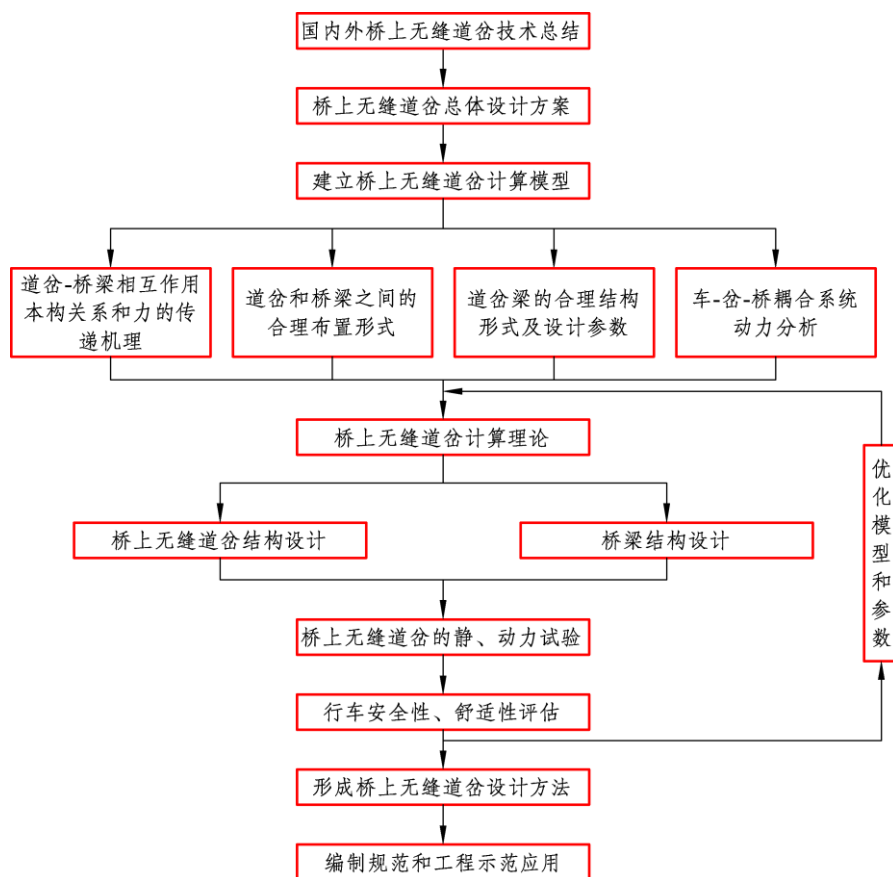 国内外桥上无缝道岔技术总结
桥上无缝道岔总体设计方案
建立桥上无缝道岔计算模型
道岔-桥梁相互作用
本构关系和力的传
递机理
道岔和桥梁之间的
合理布置形式
道岔梁的合理结构
形式及设计参数
车-岔-桥耦合系统
动力分析
桥上无缝道岔计算理论
优化模型和参数
桥上无缝道岔结构设计
桥梁结构设计
桥上无缝道岔的静、动力试验
行车安全性、舒适性评估
形成桥上无缝道岔设计方法
编制规范和工程示范应用